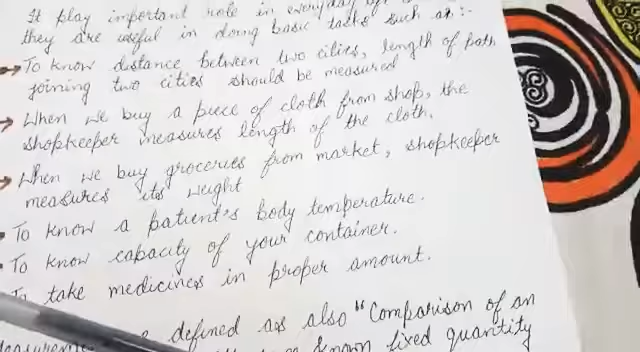 It play important role in everyday
they are useful in doing basic tasks such as:-
To know distance between two cities, length of path
joining two cities should be measured
When we buy a piece of cloth from shop, the
shopkeeper measures length of the cloth.
When we buy groceries from market, shopkeeper
measures its weight
To know a patient's body temperature.
To know capacity of your container.
To take medicines in proper amount.
defined as also "Comparison of an
known fixed quantity